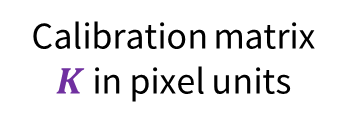 Calibration matrix
K in pixel units